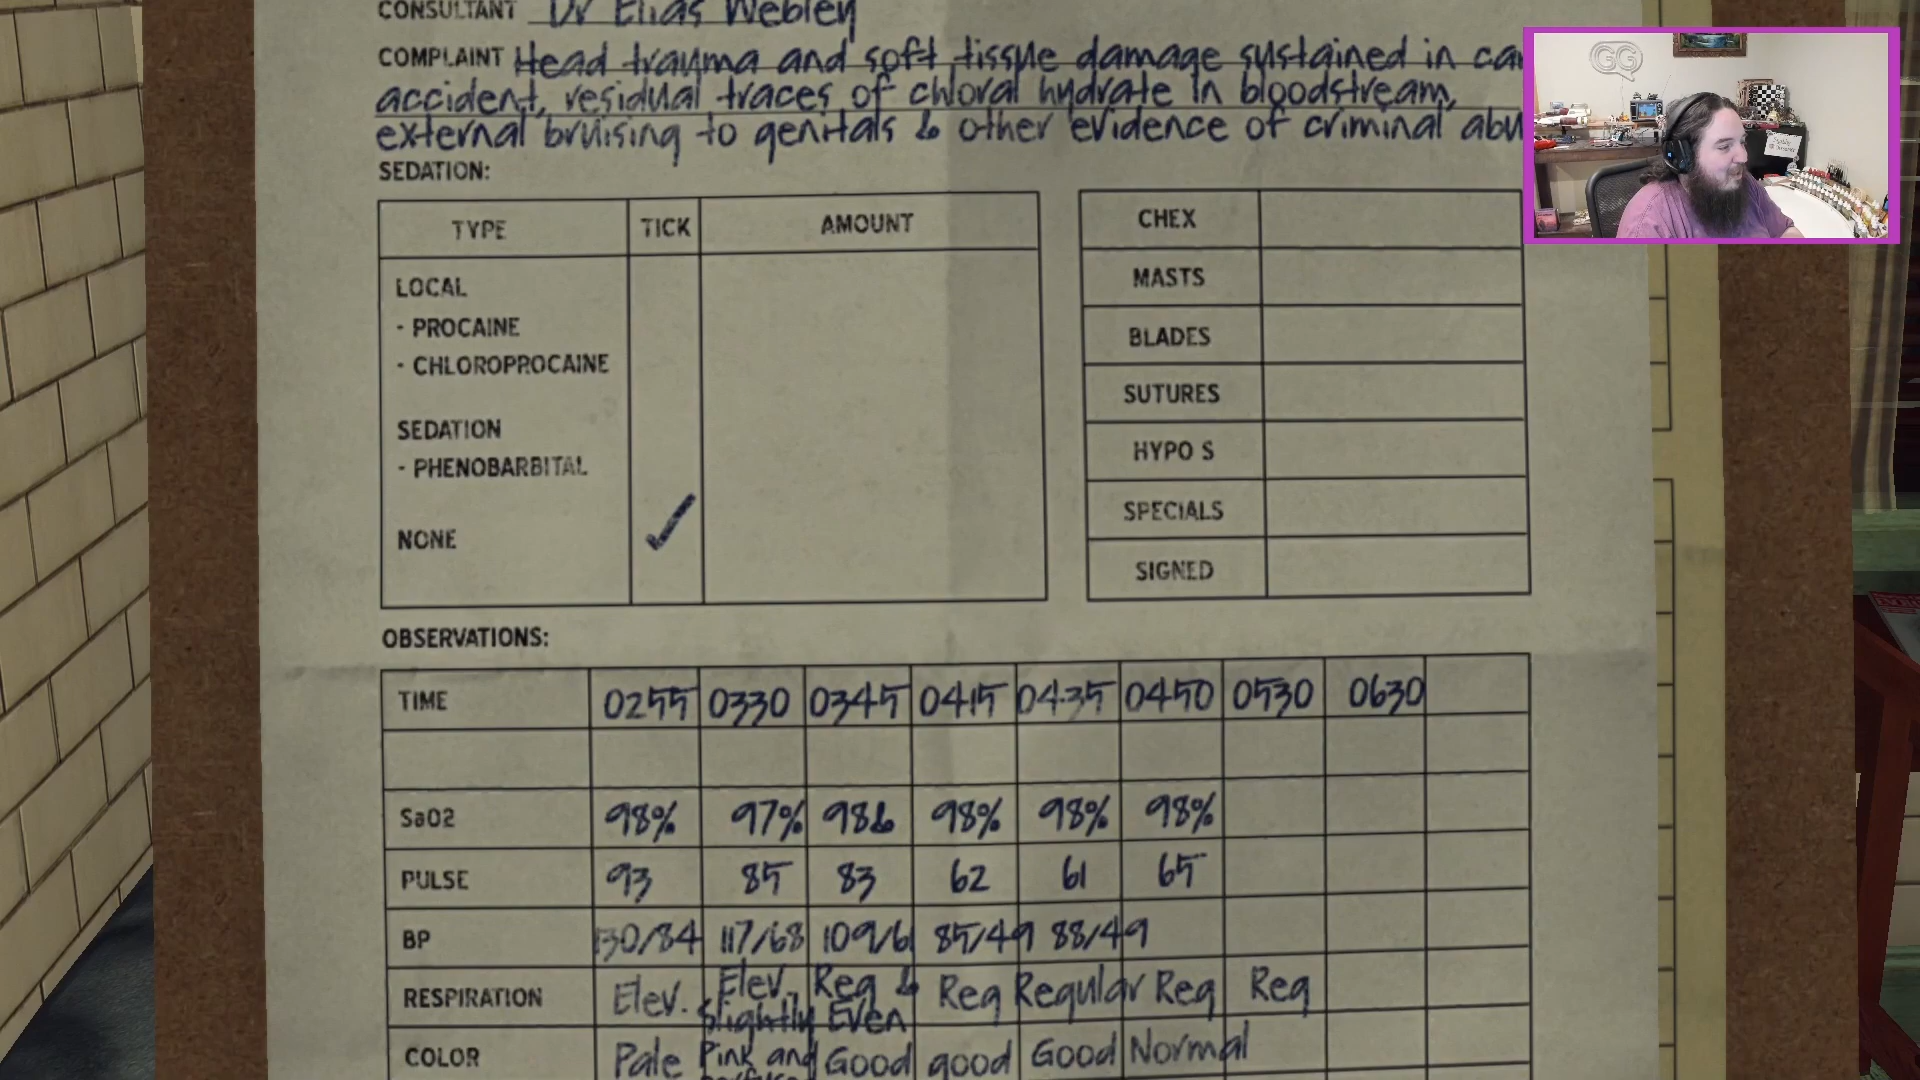 CONSULTANT Dr Elias Webley
COMPLAINT Head trauma and soft tissue damage sustained in car
accident, residual traces of chloral hydrate in bloodstream,
external bruising to genitals & other evidence of criminal abu
SEDATION:
TYPE TICK AMOUNT
LOCAL
- PROCAINE
- CHLOROPROCAINE
SEDATION
- PHENOBARBITAL
NONE ✓
CHEX
MASTS
BLADES
SUTURES
HYPO S
SPECIALS
SIGNED
OBSERVATIONS:
TIME 0255 0330 0345 0415 0435 0450 0530 0630
SaO2 98% 97% 98% 98% 98% 98%
PULSE 93 85 83 62 61 65
BP 130/84 117/68 109/61 85/49 88/49
RESPIRATION Elev. Elev. Slightly Reg & Even Reg Regular Reg Reg
COLOR Pale Pink and Good good Good Normal
GG